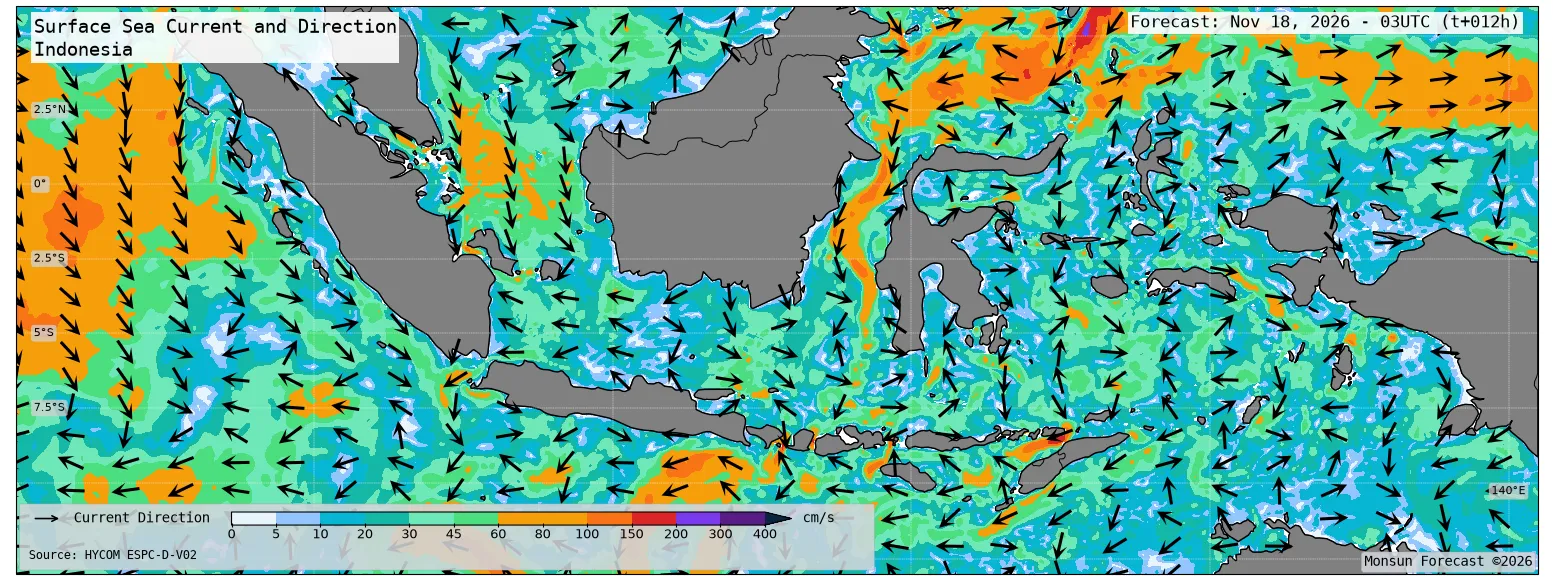 Surface Sea Current and Direction
Indonesia
Forecast: Nov 18, 2026 - 03UTC (t+012h)
2.5°N
0°
2.5°S
5°S
7.5°S
140°E
Current Direction
0 5 10 20 30 45 60 80 100 150 200 300 400 cm/s
Source: HYCOM ESPC-D-V02
Monsun Forecast ©2026